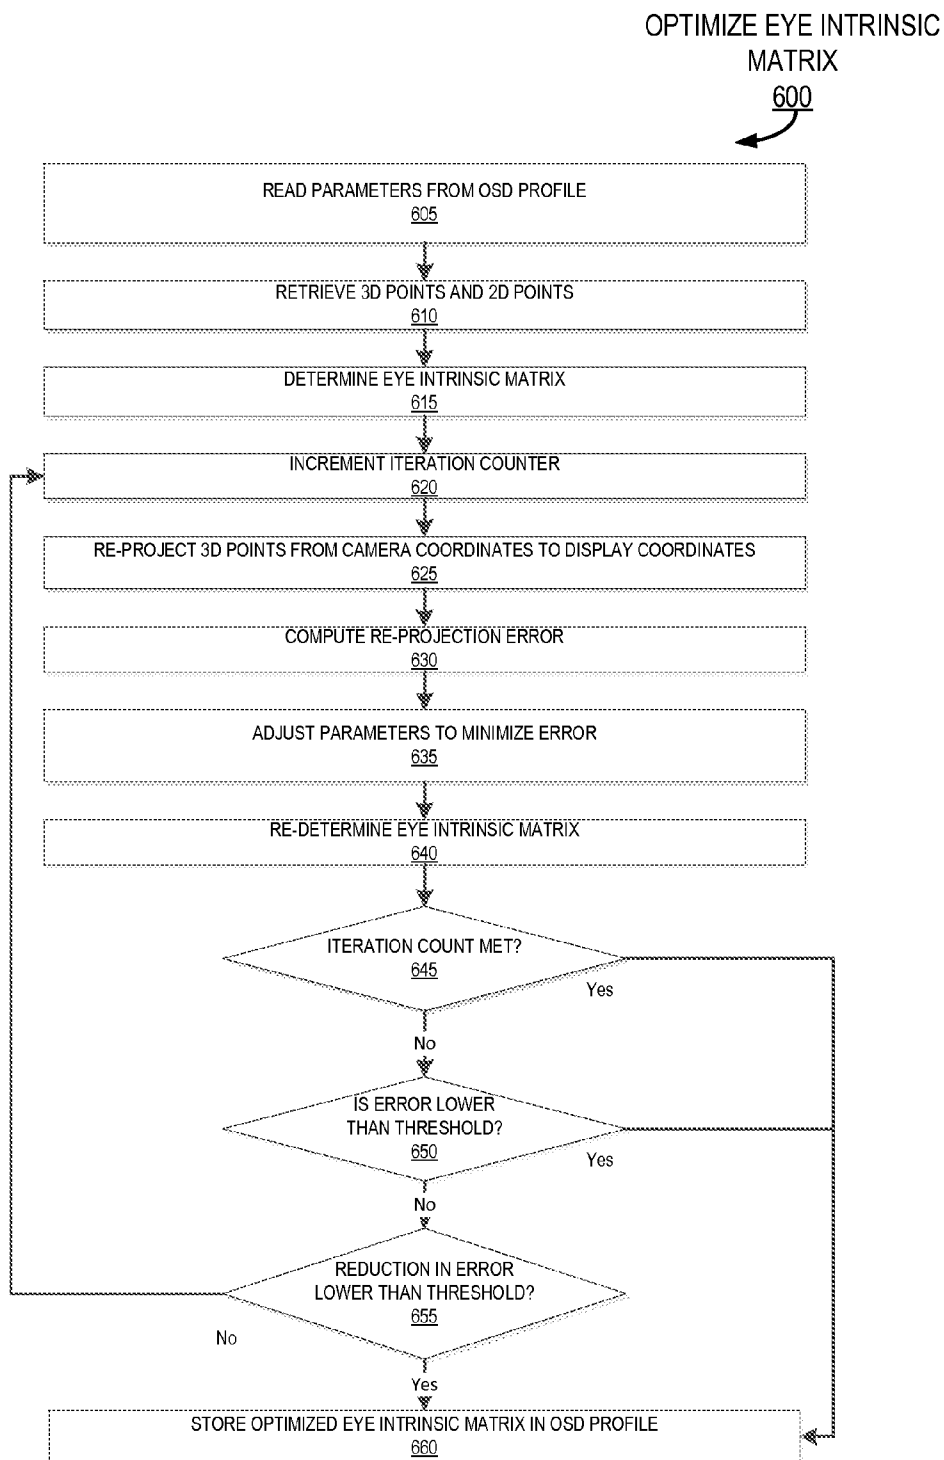 OPTIMIZE EYE INTRINSIC
MATRIX
600
READ PARAMETERS FROM OSD PROFILE
605
RETRIEVE 3D POINTS AND 2D POINTS
610
DETERMINE EYE INTRINSIC MATRIX
615
INCREMENT ITERATION COUNTER
620
RE-PROJECT 3D POINTS FROM CAMERA COORDINATES TO DISPLAY COORDINATES
625
COMPUTE RE-PROJECTION ERROR
630
ADJUST PARAMETERS TO MINIMIZE ERROR
635
RE-DETERMINE EYE INTRINSIC MATRIX
640
ITERATION COUNT MET?
645
Yes
No
IS ERROR LOWER
THAN THRESHOLD?
650
Yes
No
REDUCTION IN ERROR
LOWER THAN THRESHOLD?
655
No
Yes
STORE OPTIMIZED EYE INTRINSIC MATRIX IN OSD PROFILE
660